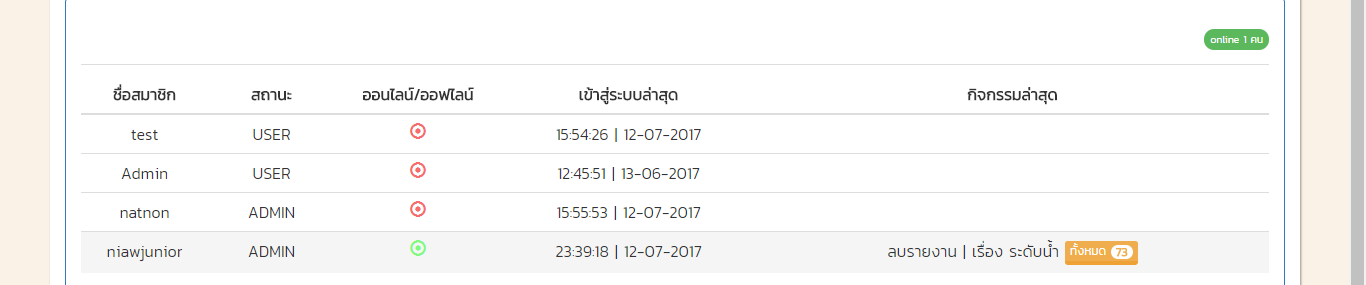 online 1 คน
ชื่อสมาชิก สถานะ ออนไลน์/ออฟไลน์ เข้าสู่ระบบล่าสุด กิจกรรมล่าสุด
test USER 15:54:26 | 12-07-2017
Admin USER 12:45:51 | 13-06-2017
natnon ADMIN 15:55:53 | 12-07-2017
niawjunior ADMIN 23:39:18 | 12-07-2017 ลบรายงาน | เรื่อง ระดับน้ำ ทั้งหมด 73